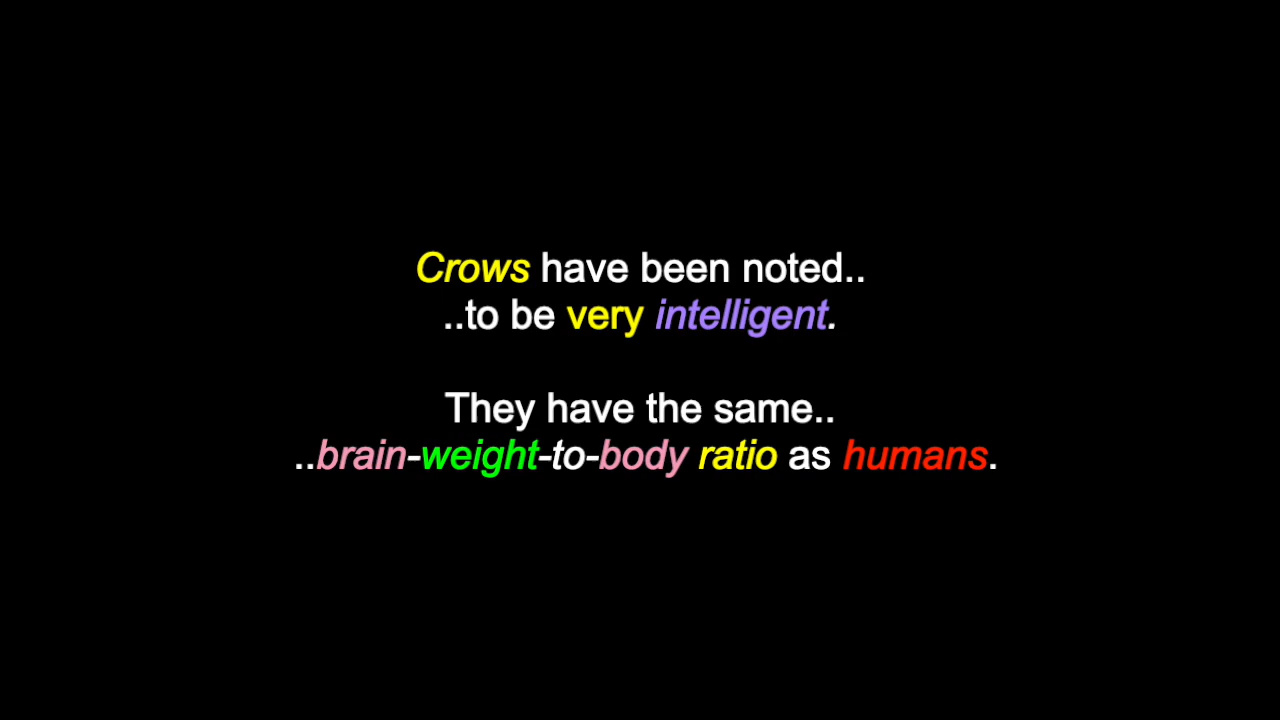 Crows have been noted..
..to be very intelligent.
They have the same..
..brain-weight-to-body ratio as humans.